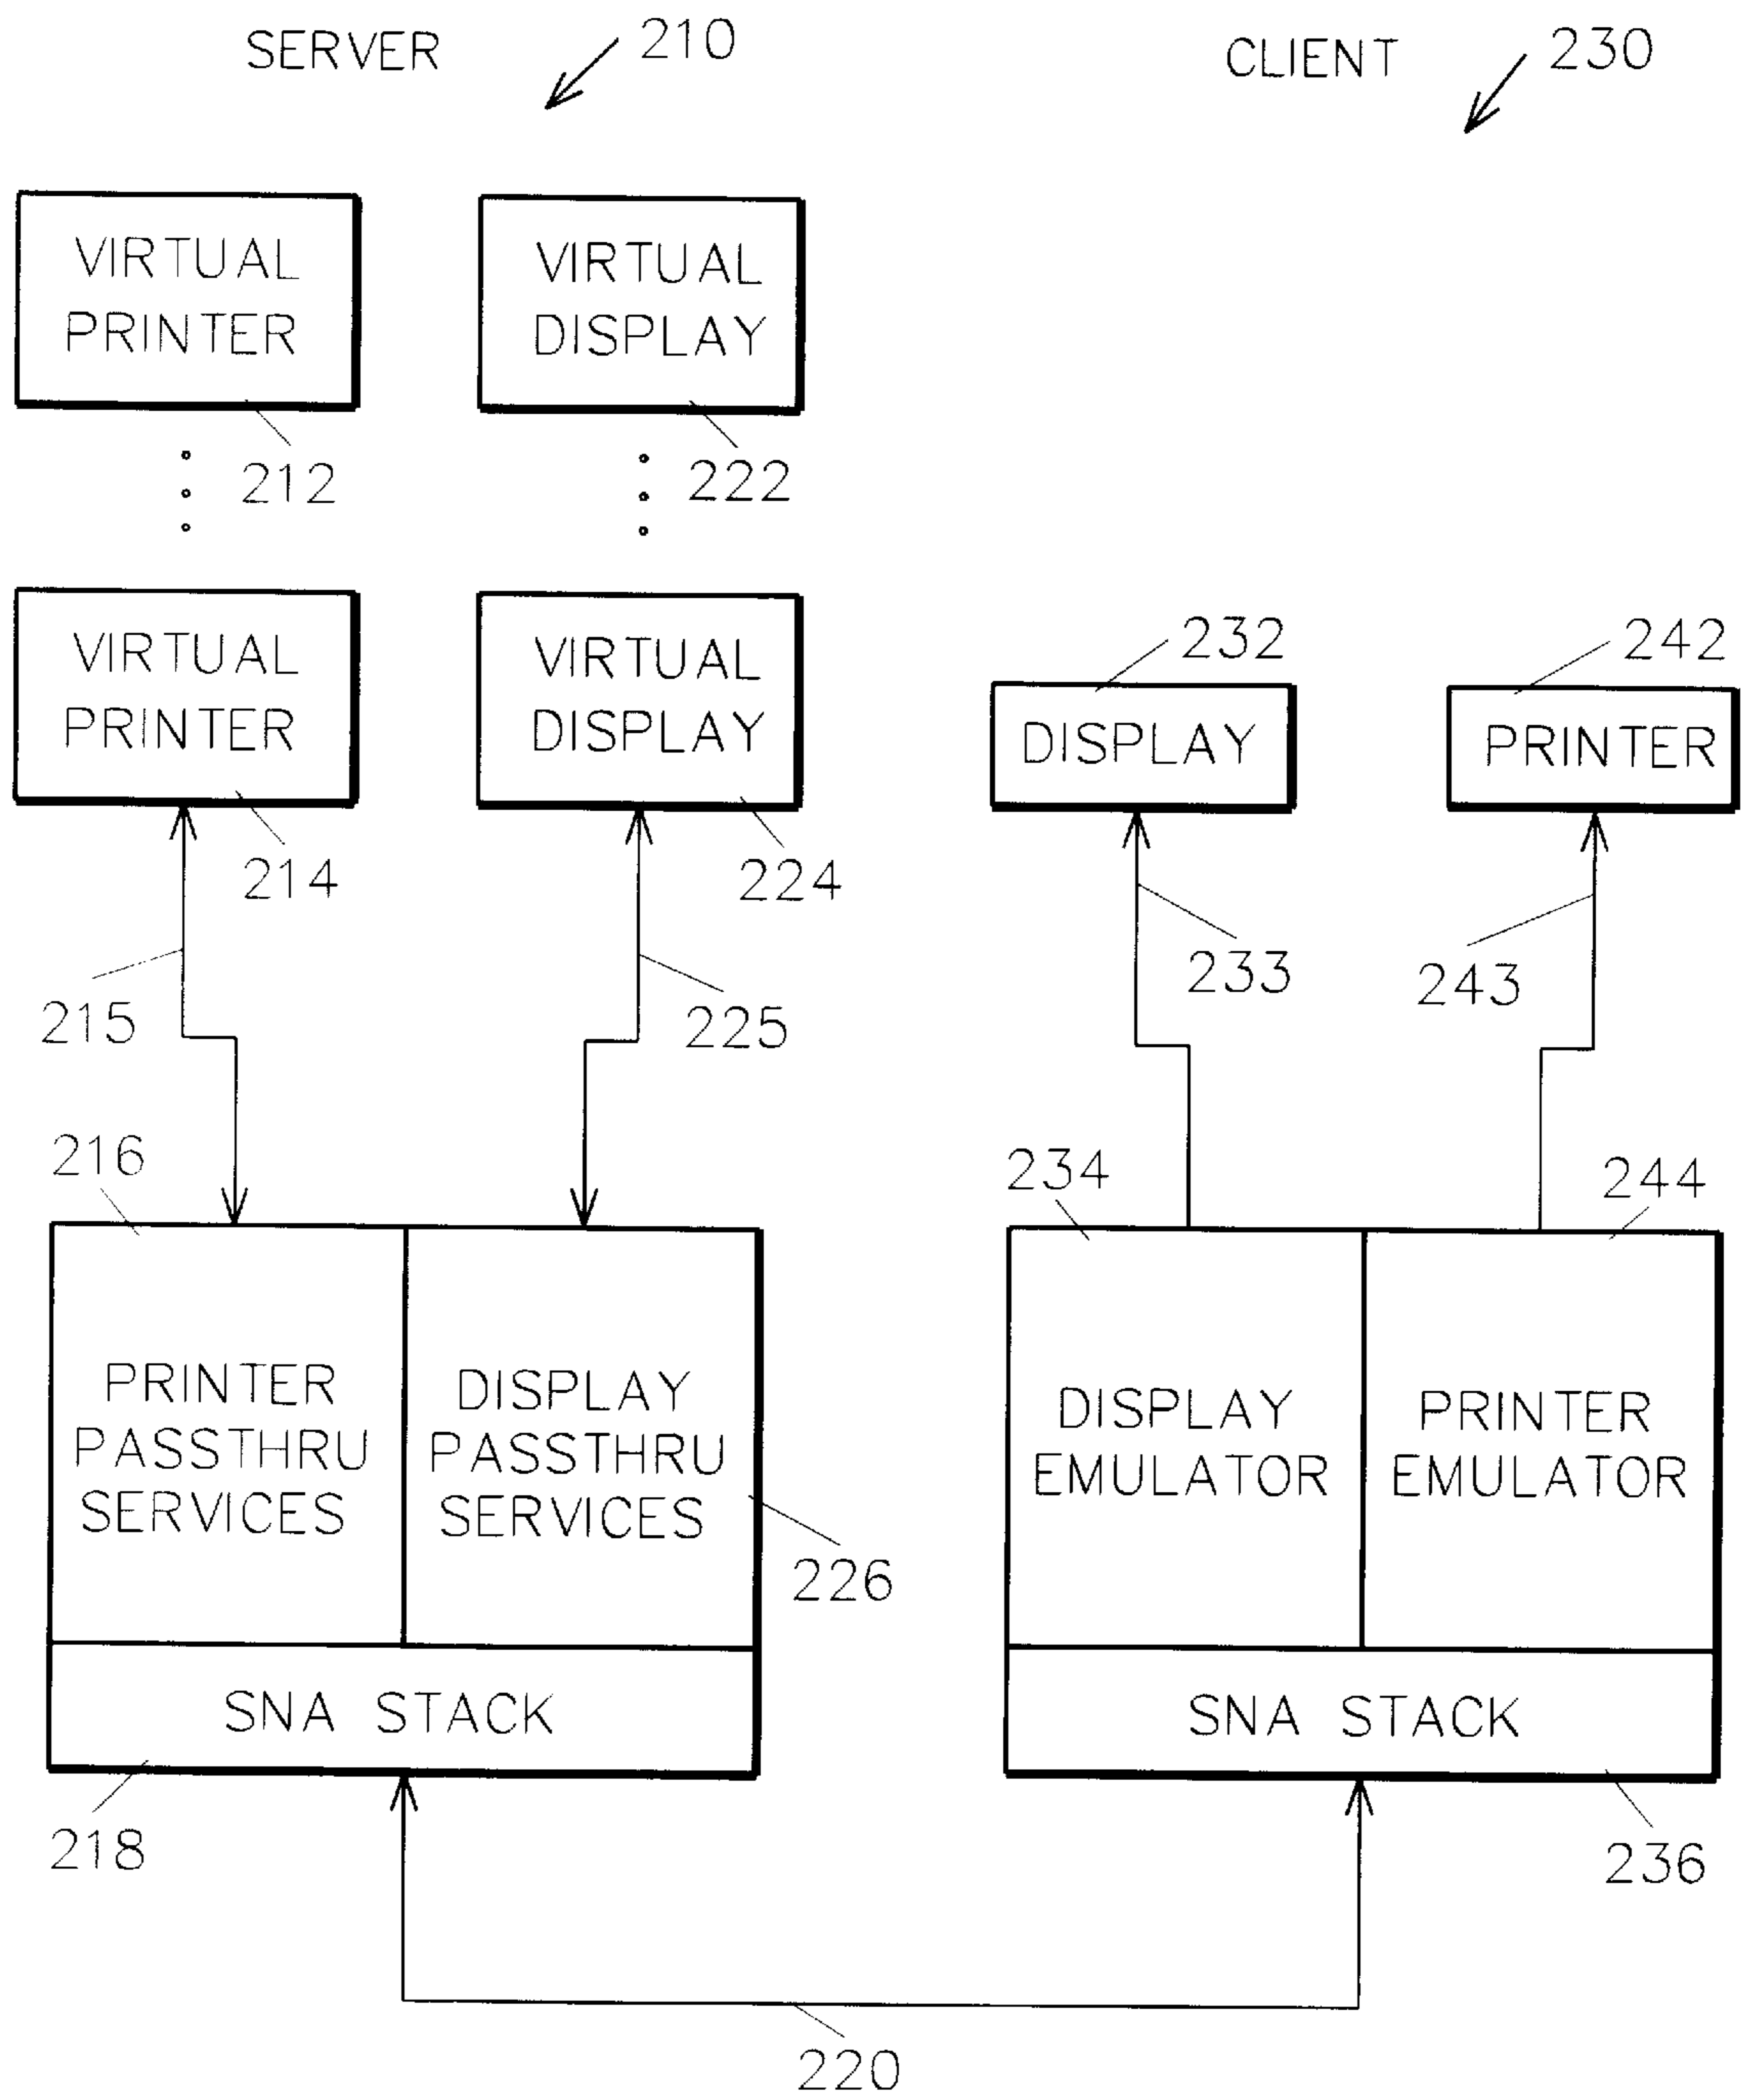 SERVER
210
CLIENT
230
VIRTUAL
PRINTER
VIRTUAL
DISPLAY
212
222
VIRTUAL
PRINTER
VIRTUAL
DISPLAY
232
242
DISPLAY
PRINTER
214
224
215
225
233
243
216
234
244
PRINTER
PASSTHRU
SERVICES
DISPLAY
PASSTHRU
SERVICES
226
DISPLAY
EMULATOR
PRINTER
EMULATOR
SNA STACK
SNA STACK
218
236
220